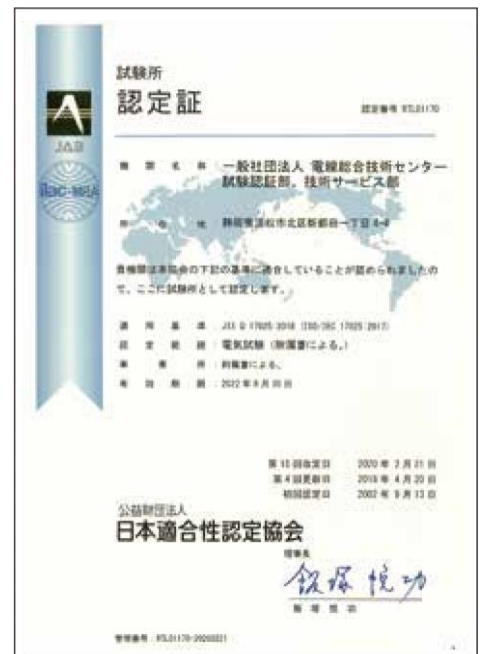 試験所
認定証
認定番号 RTL01170
JAB
ilac-MRA
機関名称：一般社団法人 電線総合技術センター
試験認証部，技術サービス部
所在地：静岡県浜松市北区新都田一丁目4-4
貴機関は本協会の下記の基準に適合していることが認められましたの
で、ここに試験所として認定します。
適用基準：JIS Q 17025:2018 (ISO/IEC 17025:2017)
認定範囲：電気試験（附属書による。）
事業所：附属書による。
有効期限：2022年8月
第10回改定日 2020年 2月21日
第4回更新日 2018年 4月20日
初回認定日 2002年 9月13日
公益財団法人
日本適合性認定協会
理事長
飯塚悦功
飯塚悦功
管理番号：RTL01170-20200221